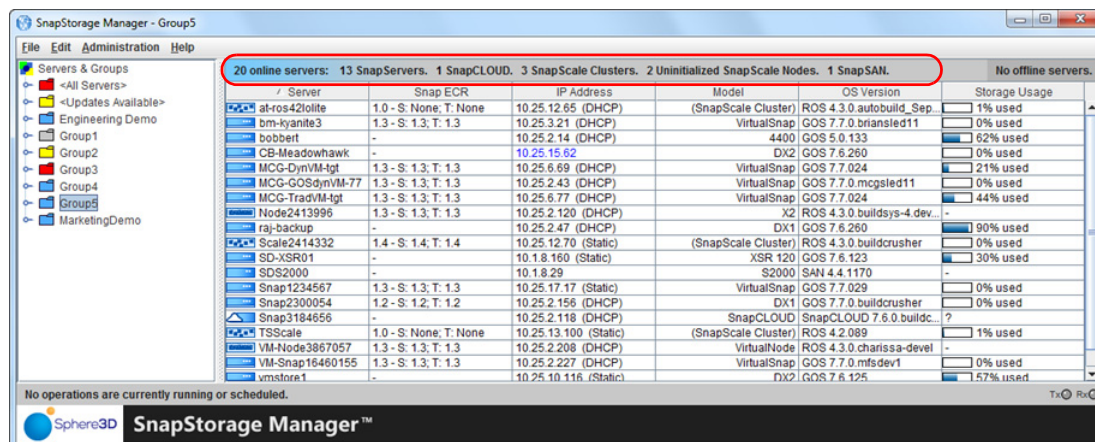 SnapStorage Manager - Group5
File Edit Administration Help
Servers & Groups
<All Servers>
<Updates Available>
Engineering Demo
Group1
Group2
Group3
Group4
Group5
MarketingDemo
20 online servers: 13 SnapServers. 1 SnapCLOUD. 3 SnapScale Clusters. 2 Uninitialized SnapScale Nodes. 1 SnapSAN. No offline servers.
Server Snap ECR IP Address Model OS Version Storage Usage
at-ros42lolite 1.0 - S: None; T: None 10.25.12.65 (DHCP) (SnapScale Cluster) ROS 4.3.0.autobuild_Sep... 1% used
bm-kyanite3 1.3 - S: 1.3; T: 1.3 10.25.3.21 (DHCP) VirtualSnap GOS 7.7.0.briansled11 0% used
bobbert - 10.25.2.14 (DHCP) 4400 GOS 5.0.133 62% used
CB-Meadowhawk - 10.25.15.62 DX2 GOS 7.6.260 0% used
MCG-DynVM-tgt 1.3 - S: 1.3; T: 1.3 10.25.6.69 (DHCP) VirtualSnap GOS 7.7.024 21% used
MCG-GOSdynVM-77 1.3 - S: 1.3; T: 1.3 10.25.2.43 (DHCP) VirtualSnap GOS 7.7.0.mcgsled11 0% used
MCG-TradVM-tgt 1.3 - S: 1.3; T: 1.3 10.25.6.77 (DHCP) VirtualSnap GOS 7.7.024 44% used
Node2413996 1.3 - S: 1.3; T: 1.3 10.25.2.120 (DHCP) X2 ROS 4.3.0.buildsys-4.dev... -
raj-backup - 10.25.2.47 (DHCP) DX1 GOS 7.6.260 90% used
Scale2414332 1.4 - S: 1.4; T: 1.4 10.25.12.70 (Static) (SnapScale Cluster) ROS 4.3.0.buildcrusher 0% used
SD-XSR01 - 10.1.8.160 (Static) XSR 120 GOS 7.6.123 30% used
SDS2000 - 10.1.8.29 S2000 SAN 4.4.1170 -
Snap1234567 1.3 - S: 1.3; T: 1.3 10.25.17.17 (Static) VirtualSnap GOS 7.7.029 0% used
Snap2300054 1.2 - S: 1.2; T: 1.2 10.25.2.156 (DHCP) DX1 GOS 7.7.0.buildcrusher 0% used
Snap3184656 - 10.25.2.118 (DHCP) SnapCLOUD SnapCLOUD 7.6.0.buildc... ?
TSScale 1.0 - S: None; T: None 10.25.13.100 (Static) (SnapScale Cluster) ROS 4.2.089 1% used
VM-Node3867057 1.3 - S: 1.3; T: 1.3 10.25.2.208 (DHCP) VirtualNode ROS 4.3.0.charissa-devel -
VM-Snap16460155 1.3 - S: 1.3; T: 1.3 10.25.2.227 (DHCP) VirtualSnap GOS 7.7.0.mfsdev1 0% used
vmstore1 - 10.25.10.116 (Static) DX2 GOS 7.6.125 57% used
No operations are currently running or scheduled. Tx Rx
Sphere3D SnapStorage Manager™